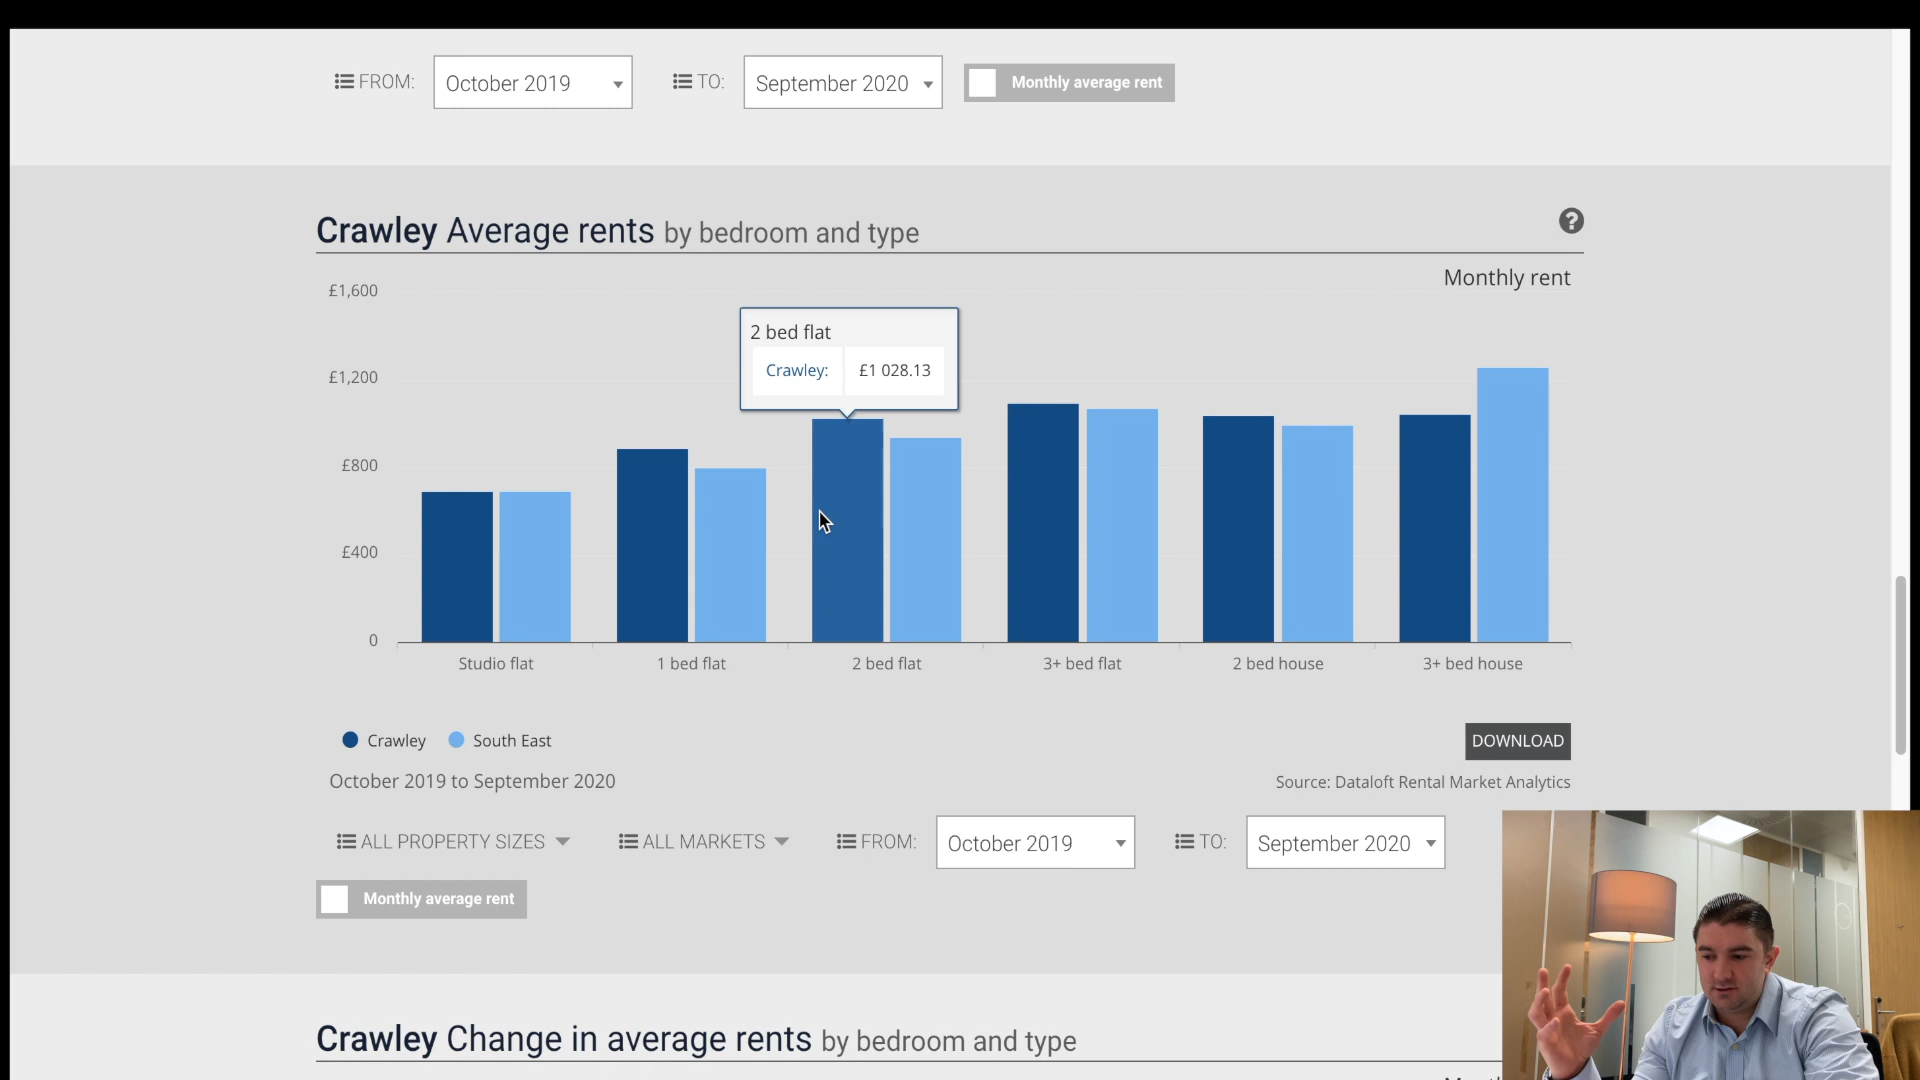 FROM: October 2019 TO: September 2020 Monthly average rent
Crawley Average rents by bedroom and type
Monthly rent
£1,600
2 bed flat
Crawley: £1 028.13
£1,200
£800
£400
0
Studio flat 1 bed flat 2 bed flat 3+ bed flat 2 bed house 3+ bed house
Crawley South East
DOWNLOAD
October 2019 to September 2020
Source: Dataloft Rental Market Analytics
ALL PROPERTY SIZES ALL MARKETS FROM: October 2019 TO: September 2020
Monthly average rent
Crawley Change in average rents by bedroom and type